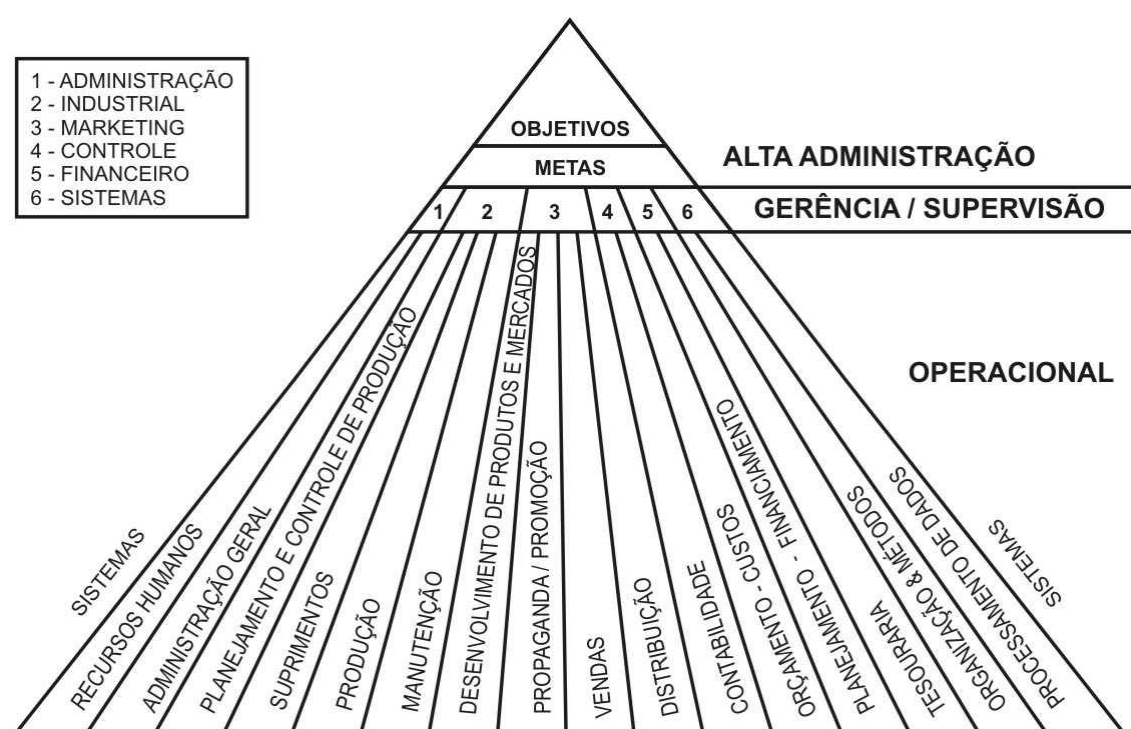 1 - ADMINISTRAÇÃO
2 - INDUSTRIAL
3 - MARKETING
4 - CONTROLE
5 - FINANCEIRO
6 - SISTEMAS
OBJETIVOS
METAS
ALTA ADMINISTRAÇÃO
1 2 3 4 5 6
GERÊNCIA / SUPERVISÃO
OPERACIONAL
SISTEMAS
RECURSOS HUMANOS
ADMINISTRAÇÃO GERAL
PLANEJAMENTO E CONTROLE DE PRODUÇÃO
SUPRIMENTOS
PRODUÇÃO
MANUTENÇÃO
DESENVOLVIMENTO DE PRODUTOS E MERCADOS
PROPAGANDA / PROMOÇÃO
VENDAS
DISTRIBUIÇÃO
CONTABILIDADE
ORÇAMENTO - CUSTOS
PLANEJAMENTO - FINANCIAMENTO
TESOURARIA
ORGANIZAÇÃO & METODOS
PROCESSAMENTO DE DADOS
SISTEMAS